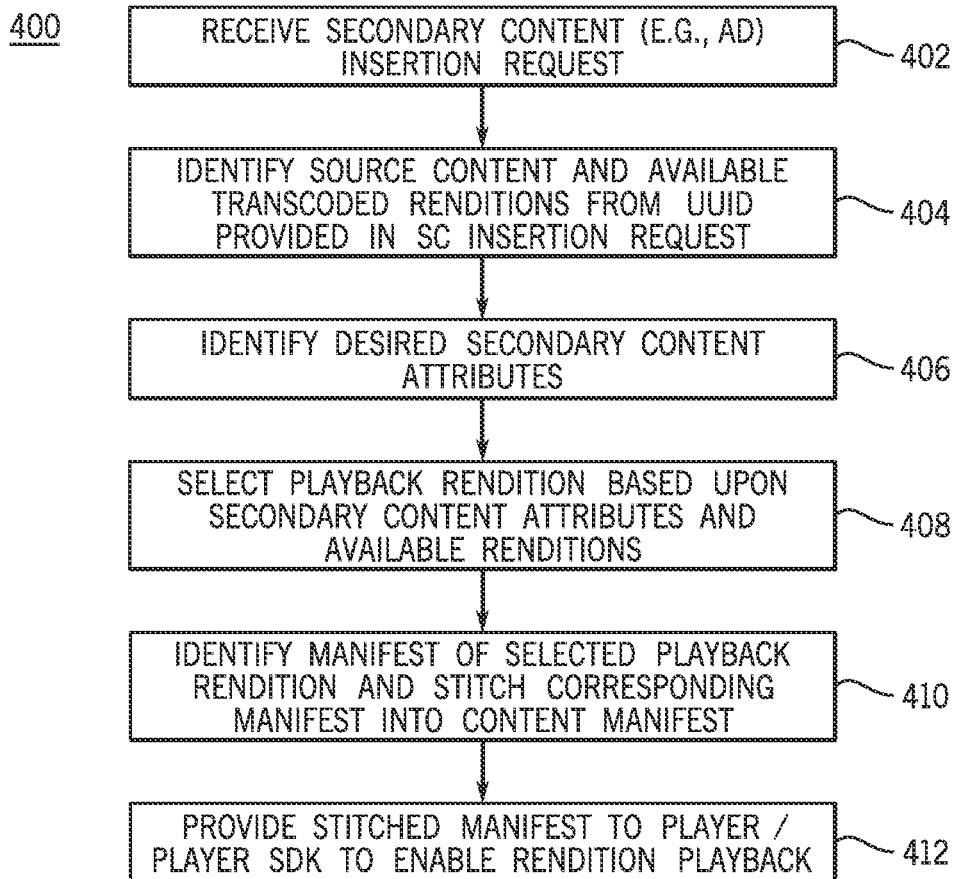 400
RECEIVE SECONDARY CONTENT (E.G., AD)
INSERTION REQUEST
402
IDENTIFY SOURCE CONTENT AND AVAILABLE
TRANSCODED RENDITIONS FROM UUID
PROVIDED IN SC INSERTION REQUEST
404
IDENTIFY DESIRED SECONDARY CONTENT
ATTRIBUTES
406
SELECT PLAYBACK RENDITION BASED UPON
SECONDARY CONTENT ATTRIBUTES AND
AVAILABLE RENDITIONS
408
IDENTIFY MANIFEST OF SELECTED PLAYBACK
RENDITION AND STITCH CORRESPONDING
MANIFEST INTO CONTENT MANIFEST
410
PROVIDE STITCHED MANIFEST TO PLAYER /
PLAYER SDK TO ENABLE RENDITION PLAYBACK
412